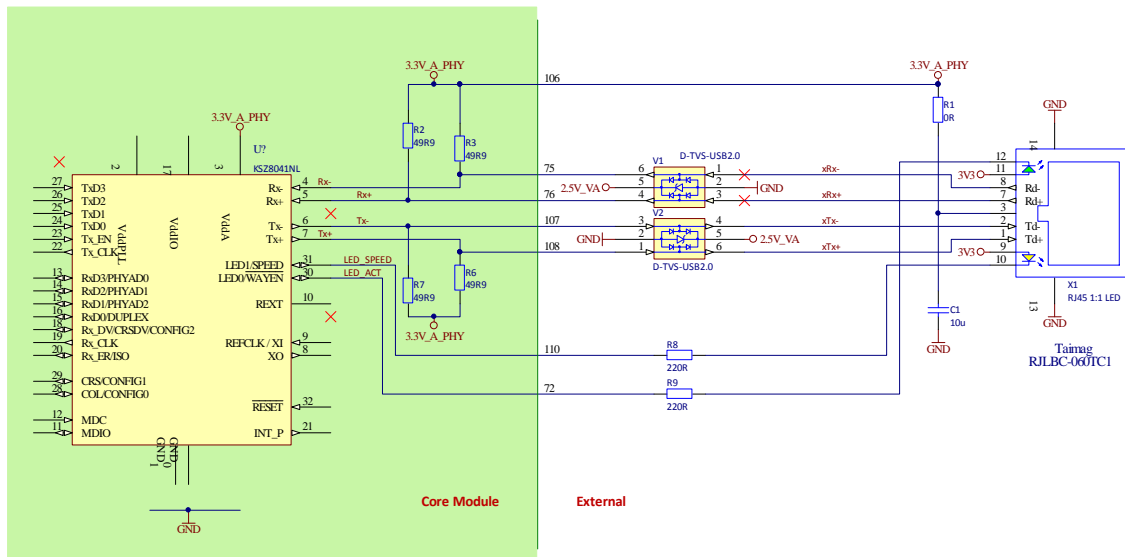 3.3V_A_PHY
106
3.3V_A_PHY
3.3V_A_PHY
R2
49R9
R3
49R9
R1
0R
GND
U?
KSZ8041NL
2
17
3
14
27 TxD3
26 TxD2
25 TxD1
24 TxD0
23 Tx_EN
22 Tx_CLK
13 RxD3/PHYAD0
14 RxD2/PHYAD1
15 RxD1/PHYAD2
16 RxD0/DUPLEX
18 Rx_DV/CRSDV/CONFIG2
19 Rx_CLK
20 Rx_ER/ISO
29 CRS/CONFIG1
28 COL/CONFIG0
12 MDC
11 MDIO
VddPLL
VddIO
VddA
Rx- 4 Rx-
Rx+ 5 Rx+
Tx- 6 Tx-
Tx+ 7 Tx+
LED1/SPEED 31 LED_SPEED
LED0/WAYEN 30 LED_ACT
REXT 10
REFCLK / XI 9
XO 8
RESET 32
INT_P 21
GND_1
GND_0
GND
R7
49R9
R6
49R9
3.3V_A_PHY
75
76
107
108
110
72
V1
D-TVS-USB2.0
6 1
2.5V_VA 5 2 GND
4 3
V2
3 4
GND 2 5 2.5V_VA
1 6
D-TVS-USB2.0
xRx-
xRx+
xTx-
xTx+
12
3V3 11
8 Rd-
7 Rd+
3
2 Td-
1 Td+
3V3 9
10
X1
RJ45 1:1 LED
13
GND
C1
10u
GND
R8
220R
R9
220R
Taimag
RJLBC-060TC1
Core Module
External